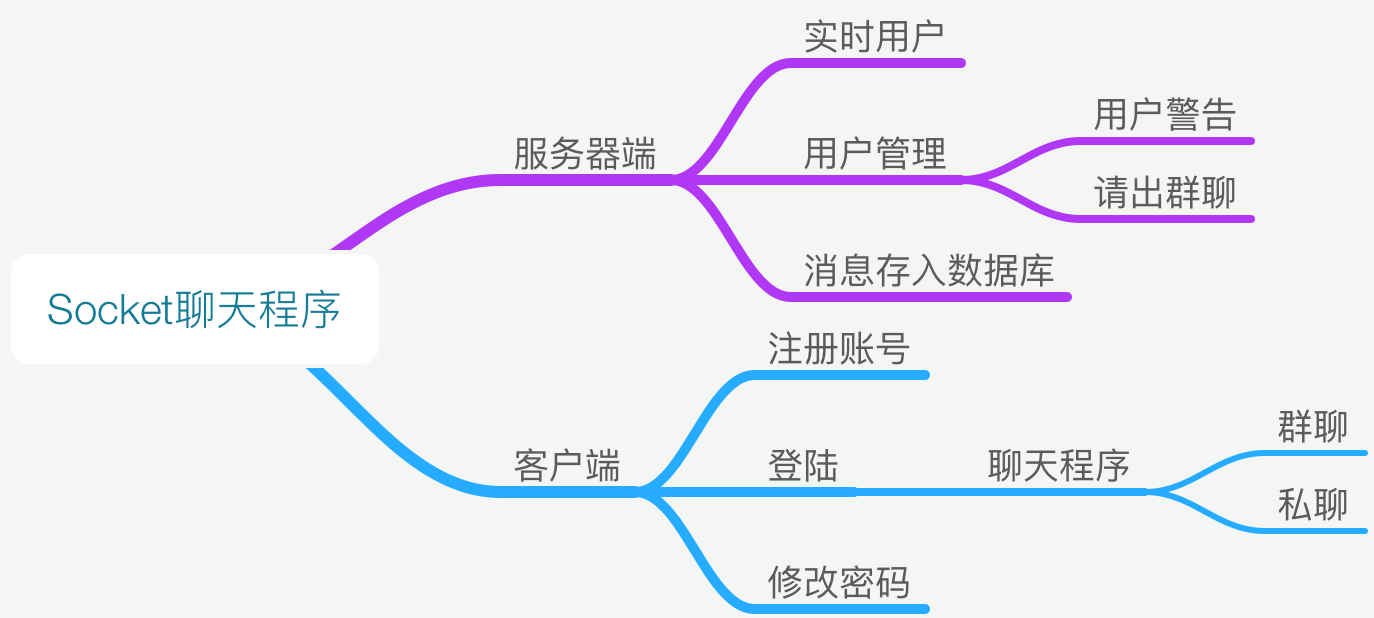 Socket聊天程序
服务器端
实时用户
用户管理
用户警告
请出群聊
消息存入数据库
客户端
注册账号
登陆
聊天程序
群聊
私聊
修改密码